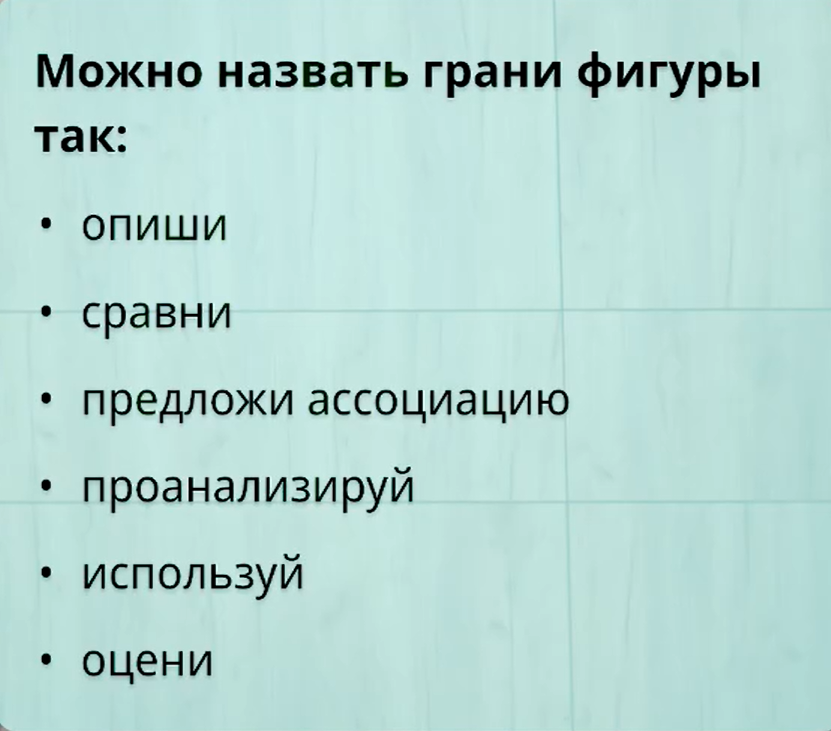 Можно назвать грани фигуры
так:
• опиши
• сравни
• предложи ассоциацию
• проанализируй
• используй
• оцени